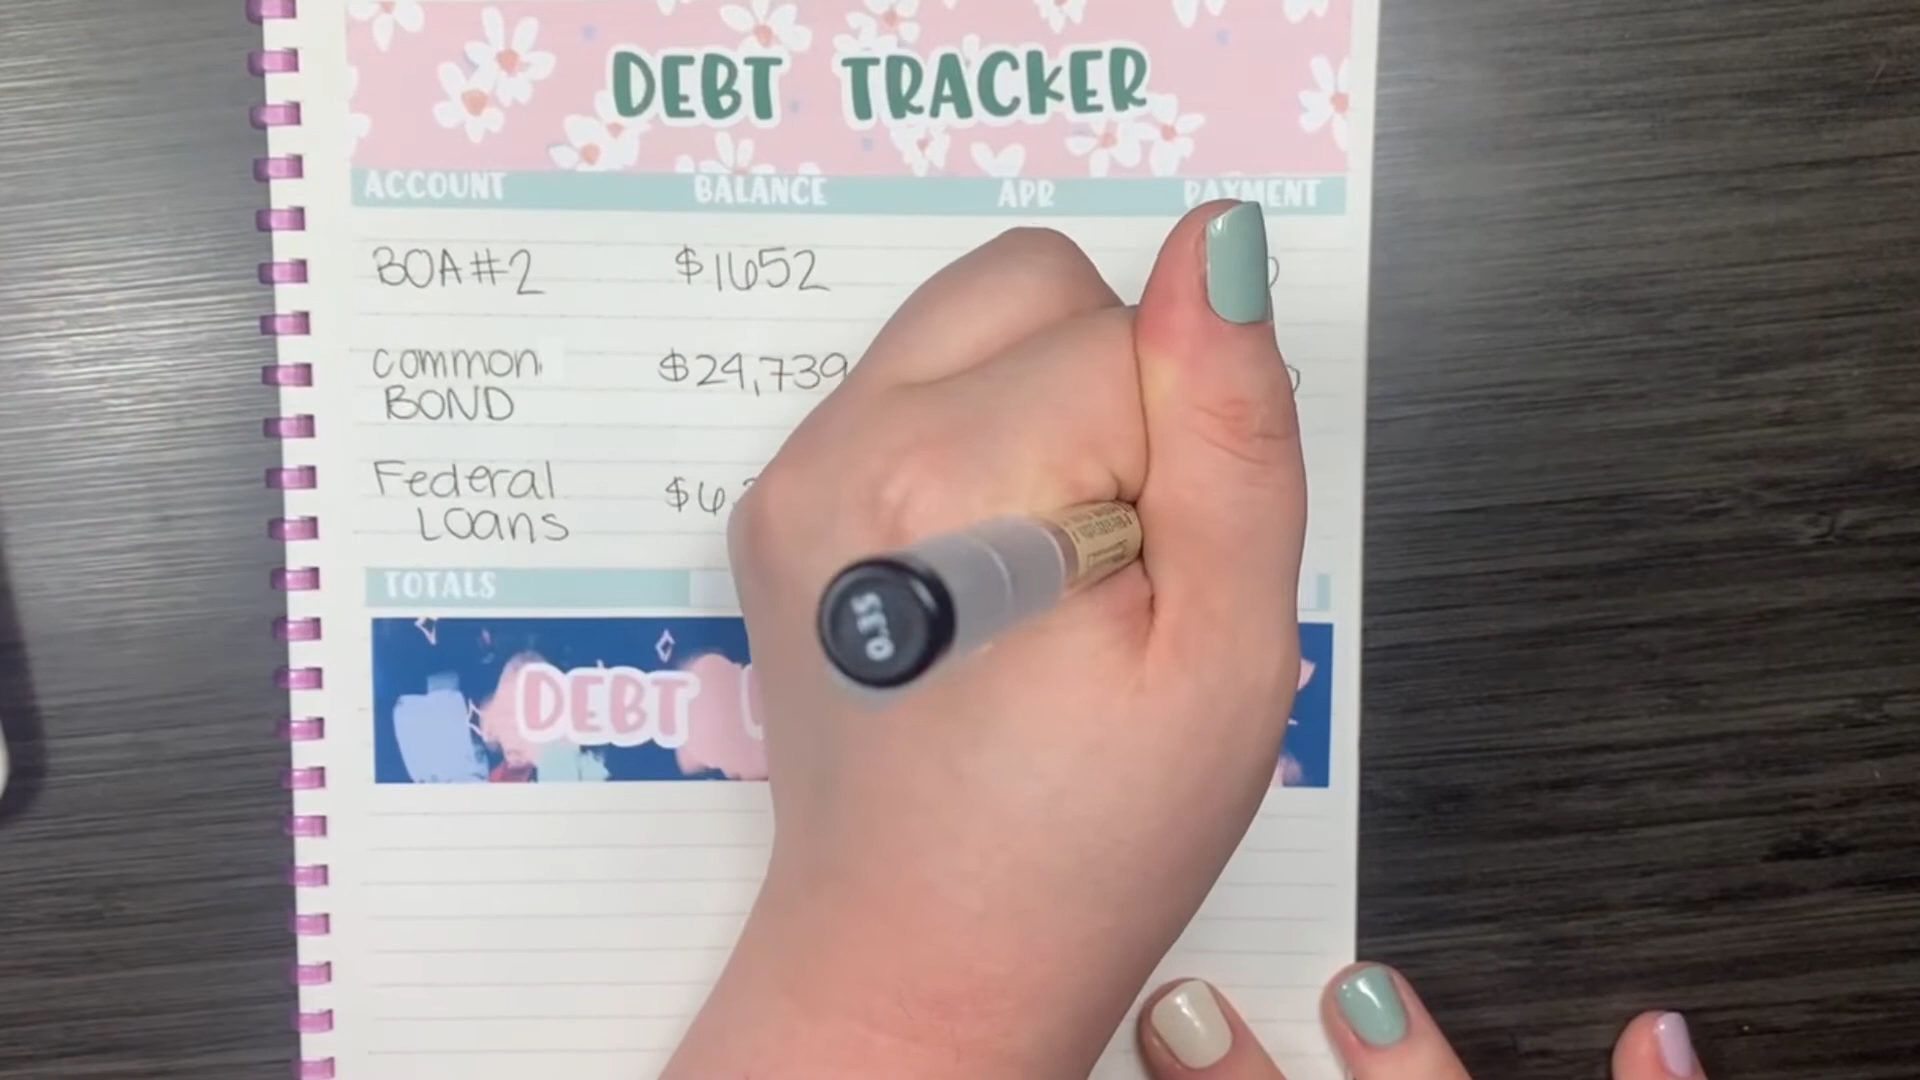 DEBT TRACKER
ACCOUNT BALANCE APR PAYMENT
BOA#2 $1652
common $24,739
BOND
Federal
LOANS
TOTALS
DEBT
0.35